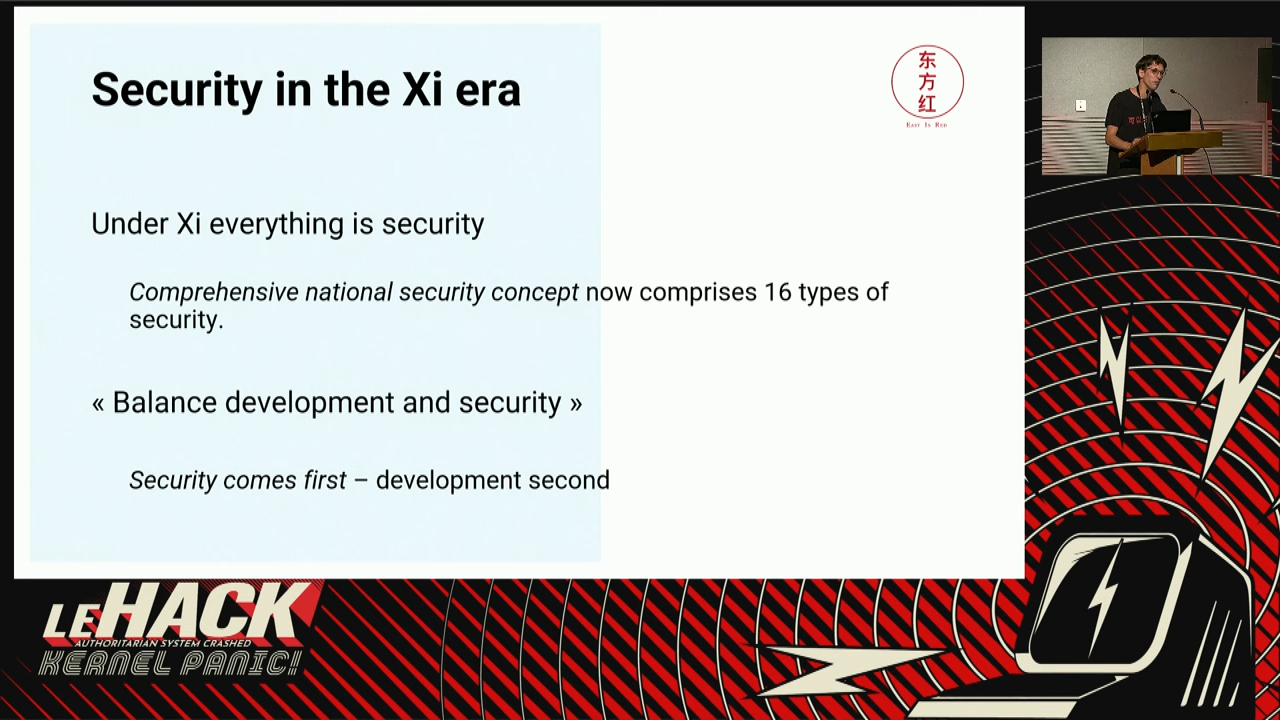 Security in the Xi era
东
方
红
East Is Red
Under Xi everything is security
Comprehensive national security concept now comprises 16 types of
security.
« Balance development and security »
Security comes first – development second
LEHACK
AUTHORITARIAN SYSTEM CRASHED
KERNEL PANIC!